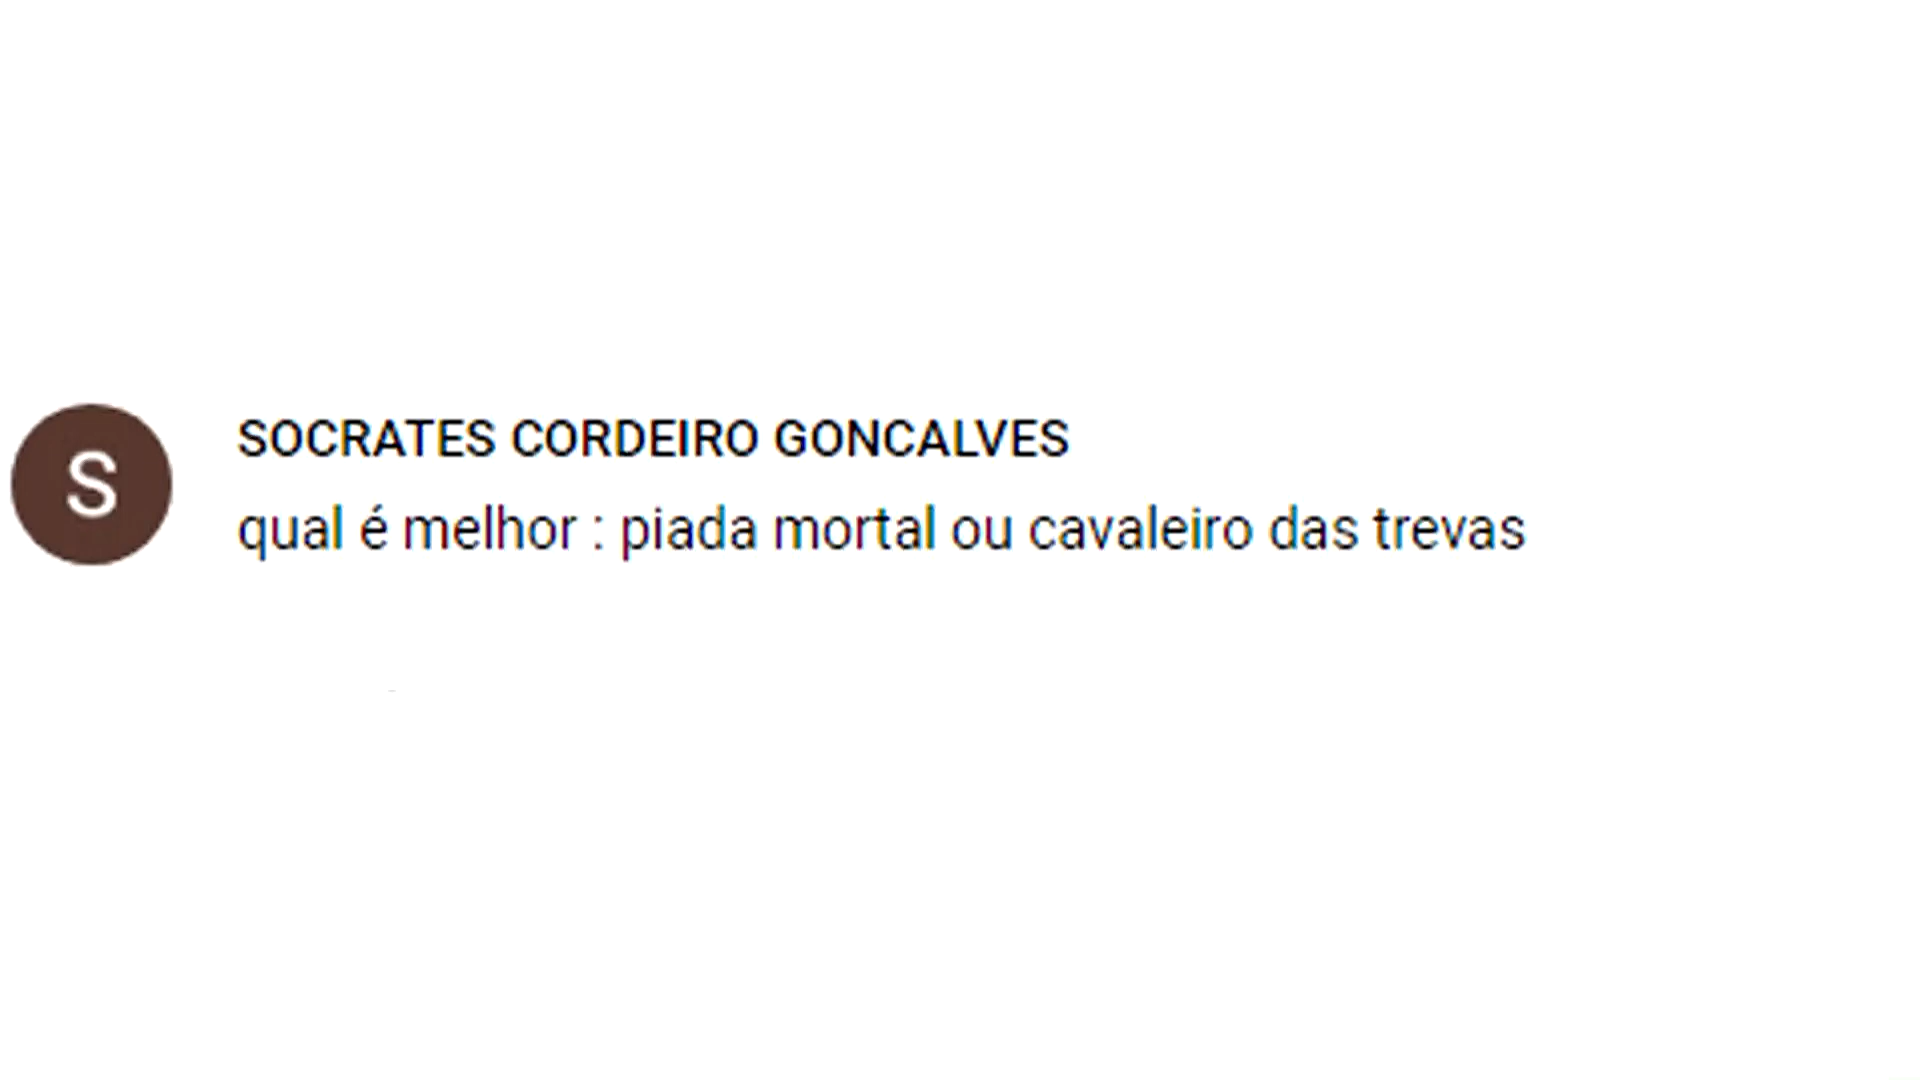 S
SOCRATES CORDEIRO GONCALVES
qual é melhor : piada mortal ou cavaleiro das trevas